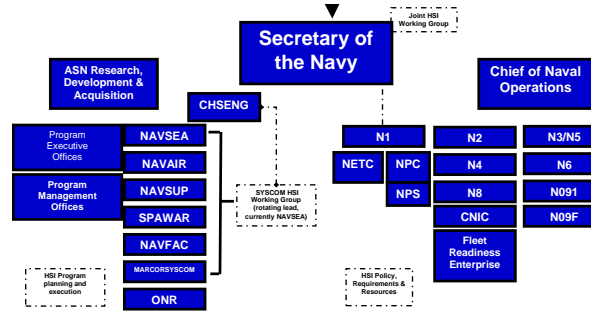 Joint HSI
Working Group
Secretary of
the Navy
ASN Research,
Development &
Acquisition
Chief of Naval
Operations
CHSENG
Program
Executive
Offices
Program
Management
Offices
NAVSEA
NAVAIR
NAVSUP
SPAWAR
NAVFAC
MARCORSYSCOM
ONR
SYSCOM HSI
Working Group
(rotating lead,
currently NAVSEA)
N1
NETC
NPC
NPS
N2
N4
N8
CNIC
Fleet
Readiness
Enterprise
N3/N5
N6
N091
N09F
HSI Program
planning and
execution
HSI Policy,
Requirements &
Resources